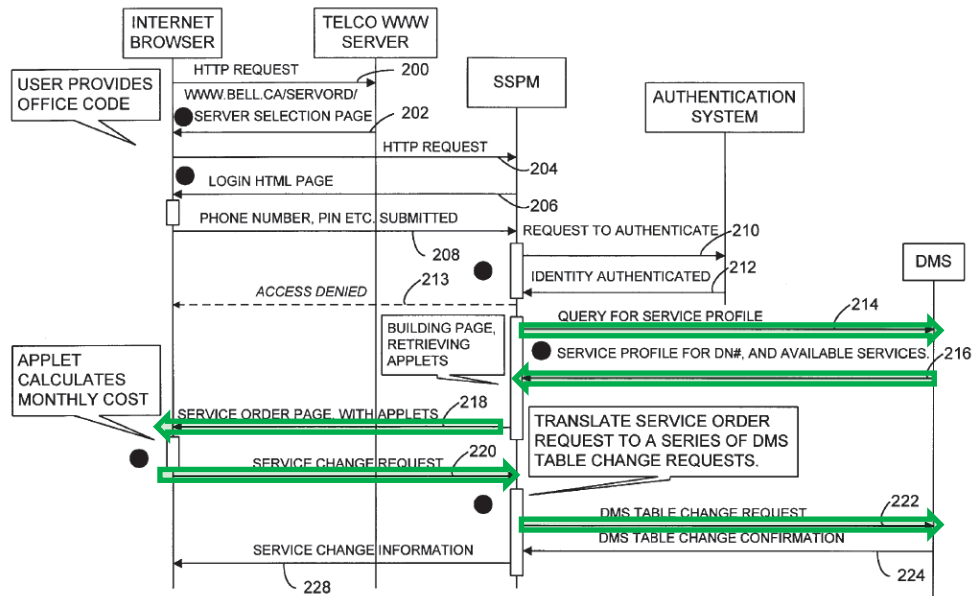 INTERNET
BROWSER
TELCO WWW
SERVER
SSPM
AUTHENTICATION
SYSTEM
DMS
USER PROVIDES
OFFICE CODE
HTTP REQUEST
200
WWW.BELL.CA/SERVORD/
SERVER SELECTION PAGE
202
HTTP REQUEST
204
LOGIN HTML PAGE
206
PHONE NUMBER, PIN ETC. SUBMITTED
208
REQUEST TO AUTHENTICATE
210
IDENTITY AUTHENTICATED
212
213
ACCESS DENIED
QUERY FOR SERVICE PROFILE
214
BUILDING PAGE,
RETRIEVING
APPLETS
SERVICE PROFILE FOR DN#, AND AVAILABLE SERVICES.
216
APPLET
CALCULATES
MONTHLY COST
SERVICE ORDER PAGE, WITH APPLETS
218
TRANSLATE SERVICE ORDER
REQUEST TO A SERIES OF DMS
TABLE CHANGE REQUESTS.
SERVICE CHANGE REQUEST
220
DMS TABLE CHANGE REQUEST
222
DMS TABLE CHANGE CONFIRMATION
224
SERVICE CHANGE INFORMATION
228